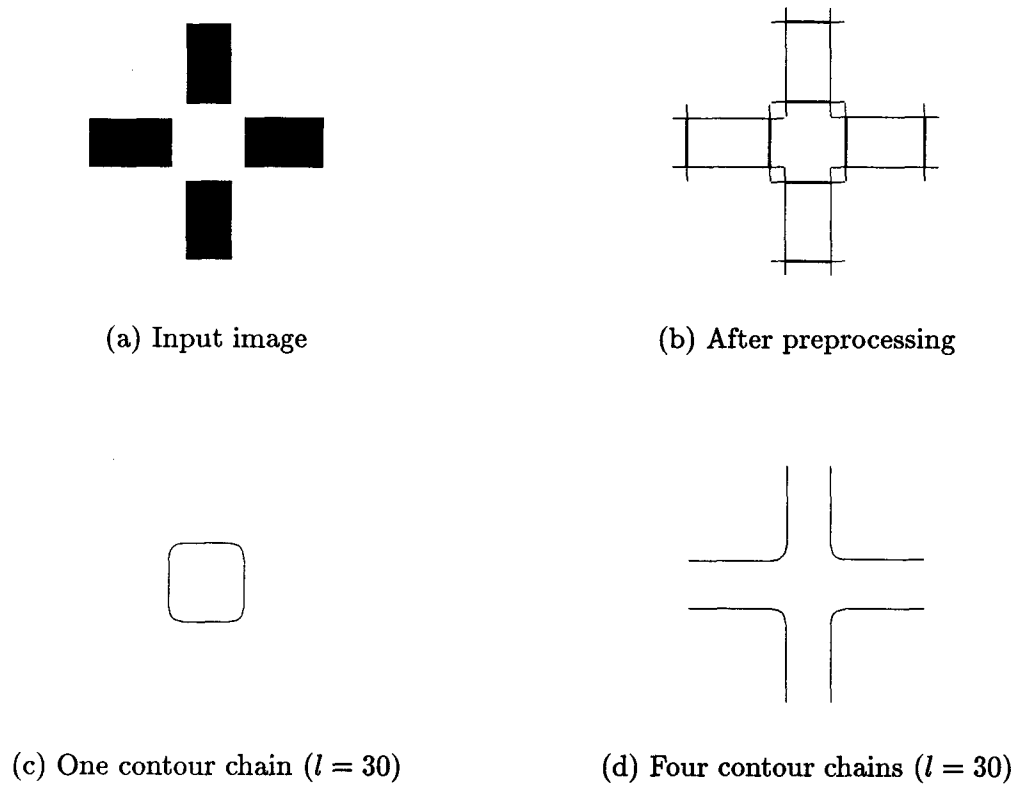 (a) Input image
(b) After preprocessing
(c) One contour chain (l = 30)
(d) Four contour chains (l = 30)